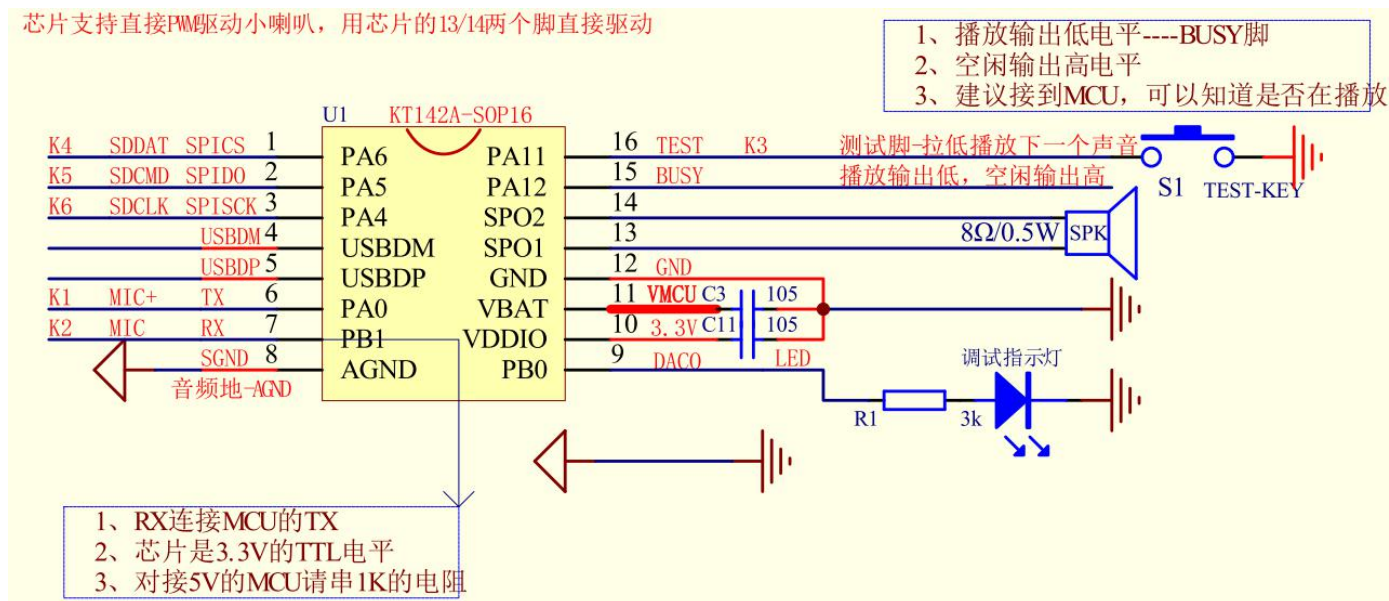 芯片支持直接PWM驱动小喇叭，用芯片的13/14两个脚直接驱动
1、播放输出低电平----BUSY脚
2、空闲输出高电平
3、建议接到MCU，可以知道是否在播放
U1 KT142A-SOP16
K4 SDDAT SPICS 1 PA6 PA11 16 TEST K3 测试脚-拉低播放下一个声音
K5 SDCMD SPIDO 2 PA5 PA12 15 BUSY 播放输出低，空闲输出高
S1 TEST-KEY
K6 SDCLK SPISCK 3 PA4 SPO2 14
USBDM 4 USBDM SPO1 13 8Ω/0.5W SPK
USBDP 5 USBDP GND 12 GND
K1 MIC+ TX 6 PA0 VBAT 11 VMCU C3 105
K2 MIC RX 7 PB1 VDDIO 10 3.3V C11 105
SGND 8 AGND PB0 9 DACO LED 调试指示灯
音频地-AGND
R1 3k
1、RX连接MCU的TX
2、芯片是3.3V的TTL电平
3、对接5V的MCU请串1K的电阻